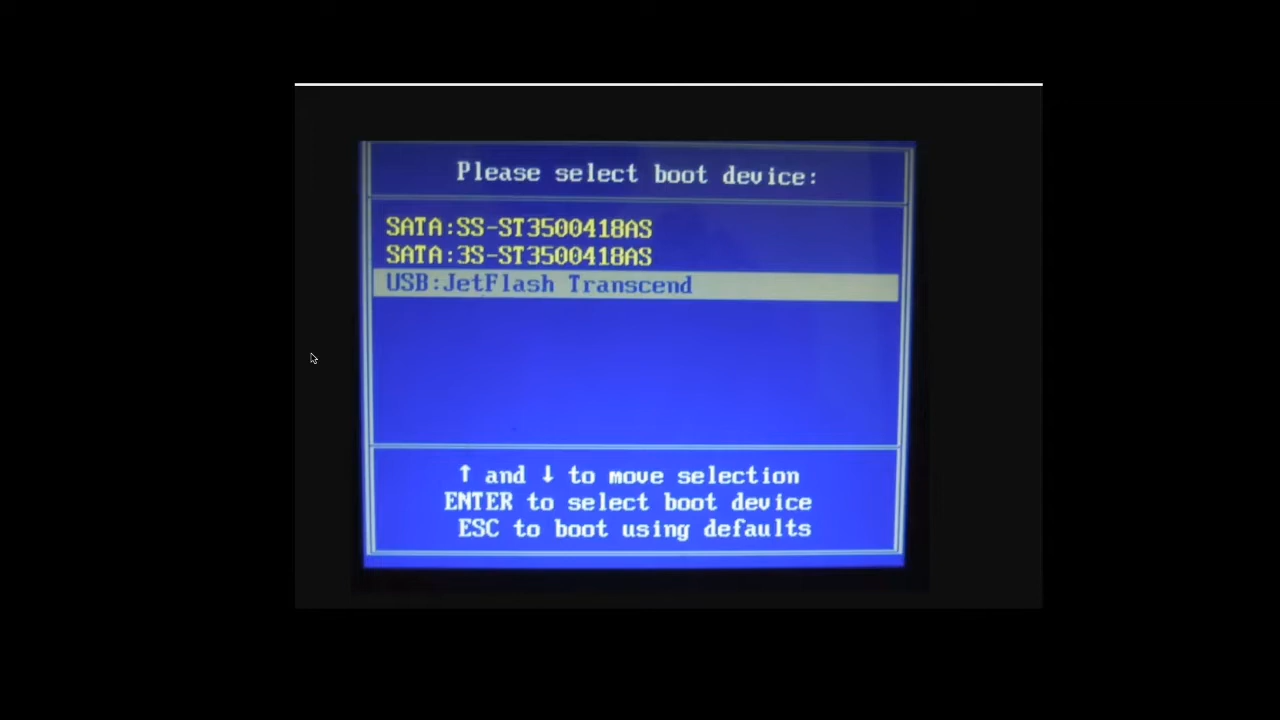 Please select boot device:
SATA:SS-ST3500418AS
SATA:3S-ST3500418AS
USB:JetFlash Transcend
↑ and ↓ to move selection
ENTER to select boot device
ESC to boot using defaults